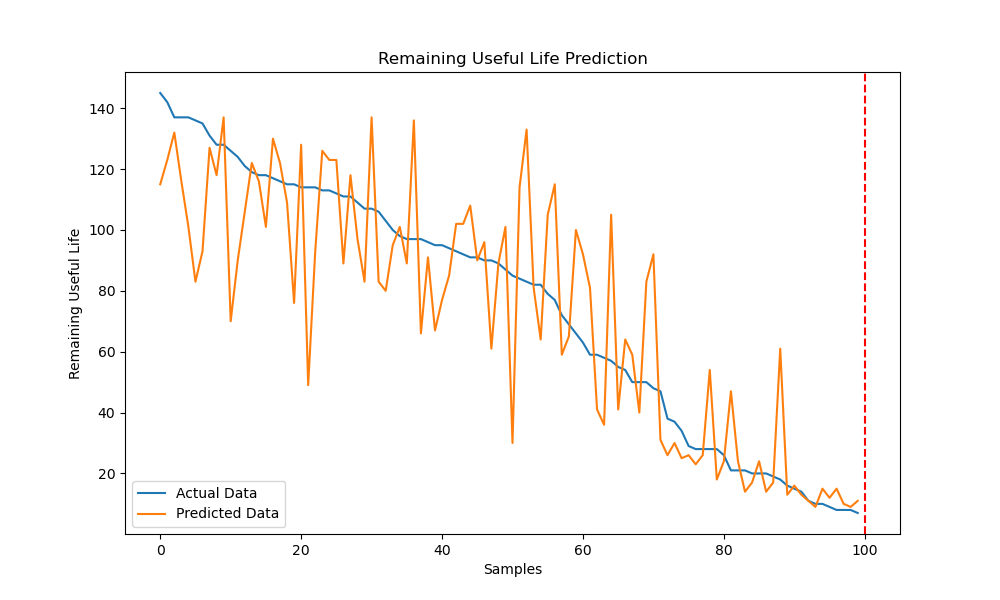 Remaining Useful Life Prediction
Remaining Useful Life
140
120
100
80
60
40
20
Actual Data
Predicted Data
0 20 40 60 80 100
Samples